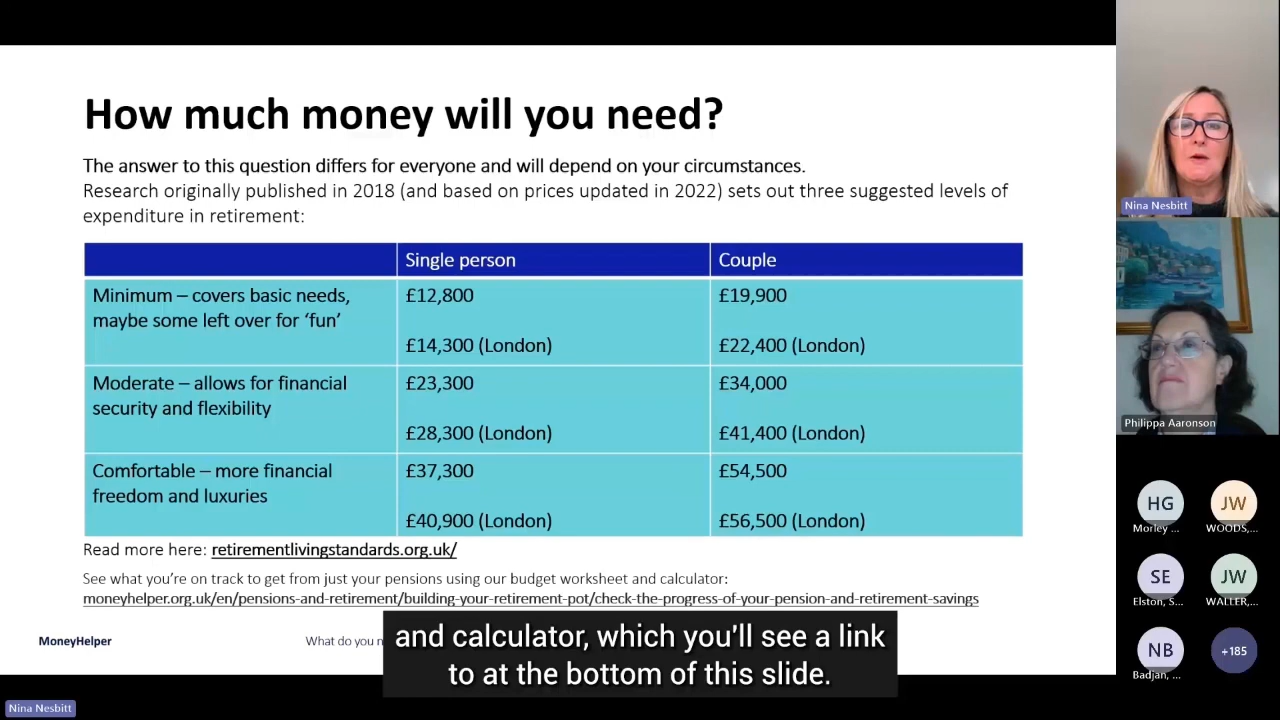 How much money will you need?
The answer to this question differs for everyone and will depend on your circumstances.
Research originally published in 2018 (and based on prices updated in 2022) sets out three suggested levels of
expenditure in retirement:
Single person
Couple
Minimum – covers basic needs,
maybe some left over for ‘fun’
£12,800
£14,300 (London)
£19,900
£22,400 (London)
Moderate – allows for financial
security and flexibility
£23,300
£28,300 (London)
£34,000
£41,400 (London)
Comfortable – more financial
freedom and luxuries
£37,300
£40,900 (London)
£54,500
£56,500 (London)
Read more here: retirementlivingstandards.org.uk/
See what you’re on track to get from just your pensions using our budget worksheet and calculator:
moneyhelper.org.uk/en/pensions-and-retirement/building-your-retirement-pot/check-the-progress-of-your-pension-and-retirement-savings
MoneyHelper
What do you n
and calculator, which you’ll see a link
to at the bottom of this slide.
Nina Nesbitt
Nina Nesbitt
Philippa Aaronson
HG
Morley ...
JW
WOODS,...
SE
Elston, S...
JW
WALLER,...
NB
Badjan, ...
+185